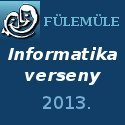 FÜLEMÜLE
Informatika
verseny
2013.